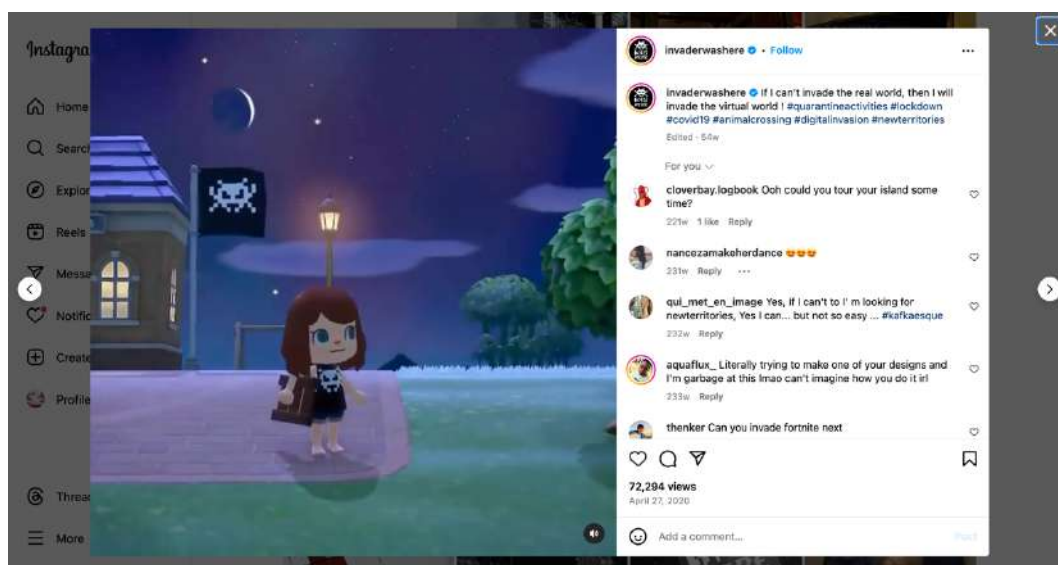 Instagra
Home
Search
Explor
Reels
Messa
Notific
Create
Profile
Threa
More
invaderwashere • Follow
invaderwashere If I can't invade the real world, then I will
invade the virtual world ! #quarantineactivities #lockdown
#covid19 #animalcrossing #digitalinvasion #newterritories
Edited · 54w
For you
cloverbay.logbook Ooh could you tour your island some
time?
221w 1 like Reply
nancezamakeherdance 😍😍😍
231w Reply ...
qui_met_en_image Yes, if I can't to I' m looking for
newterritories, Yes I can... but not so easy ... #kafkaesque
232w Reply
aquaflux_ Literally trying to make one of your designs and
I'm garbage at this lmao can't imagine how you do it irl
233w Reply
thenker Can you invade fortnite next
72,294 views
April 27, 2020
Add a comment...
Post